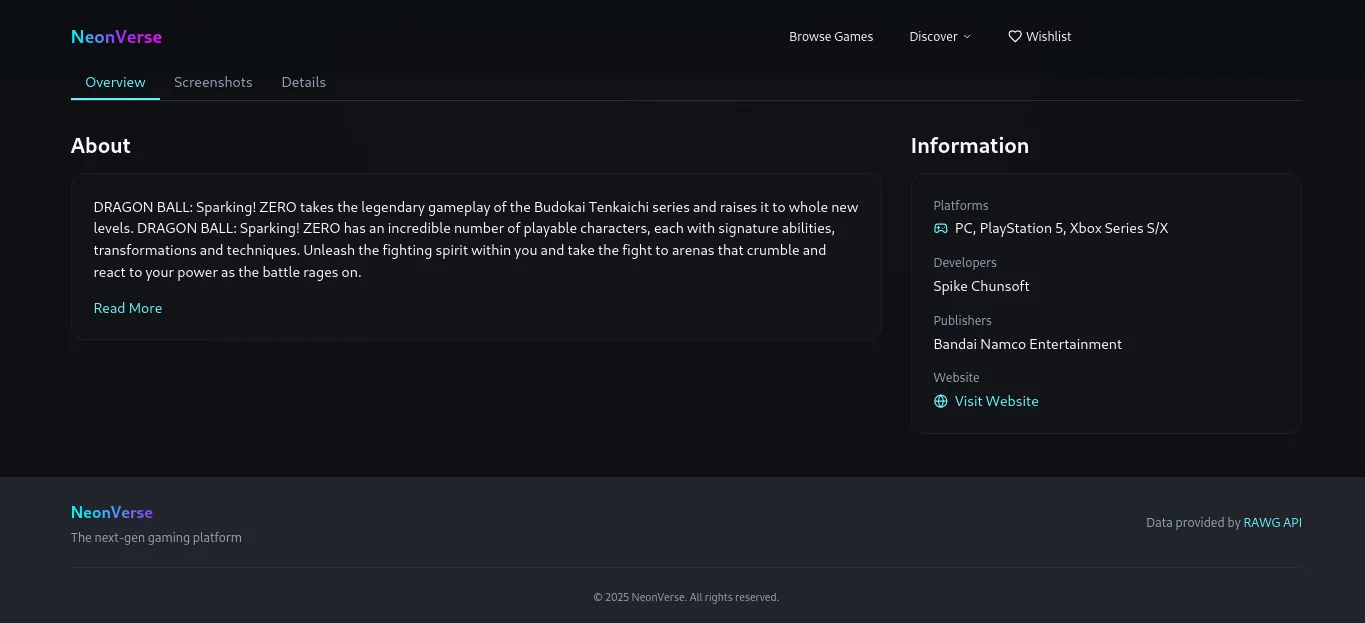 NeonVerse
Browse Games
Discover
Wishlist
Overview
Screenshots
Details
About
DRAGON BALL: Sparking! ZERO takes the legendary gameplay of the Budokai Tenkaichi series and raises it to whole new
levels. DRAGON BALL: Sparking! ZERO has an incredible number of playable characters, each with signature abilities,
transformations and techniques. Unleash the fighting spirit within you and take the fight to arenas that crumble and
react to your power as the battle rages on.
Read More
Information
Platforms
PC, PlayStation 5, Xbox Series S/X
Developers
Spike Chunsoft
Publishers
Bandai Namco Entertainment
Website
Visit Website
NeonVerse
The next-gen gaming platform
Data provided by RAWG API
© 2025 NeonVerse. All rights reserved.